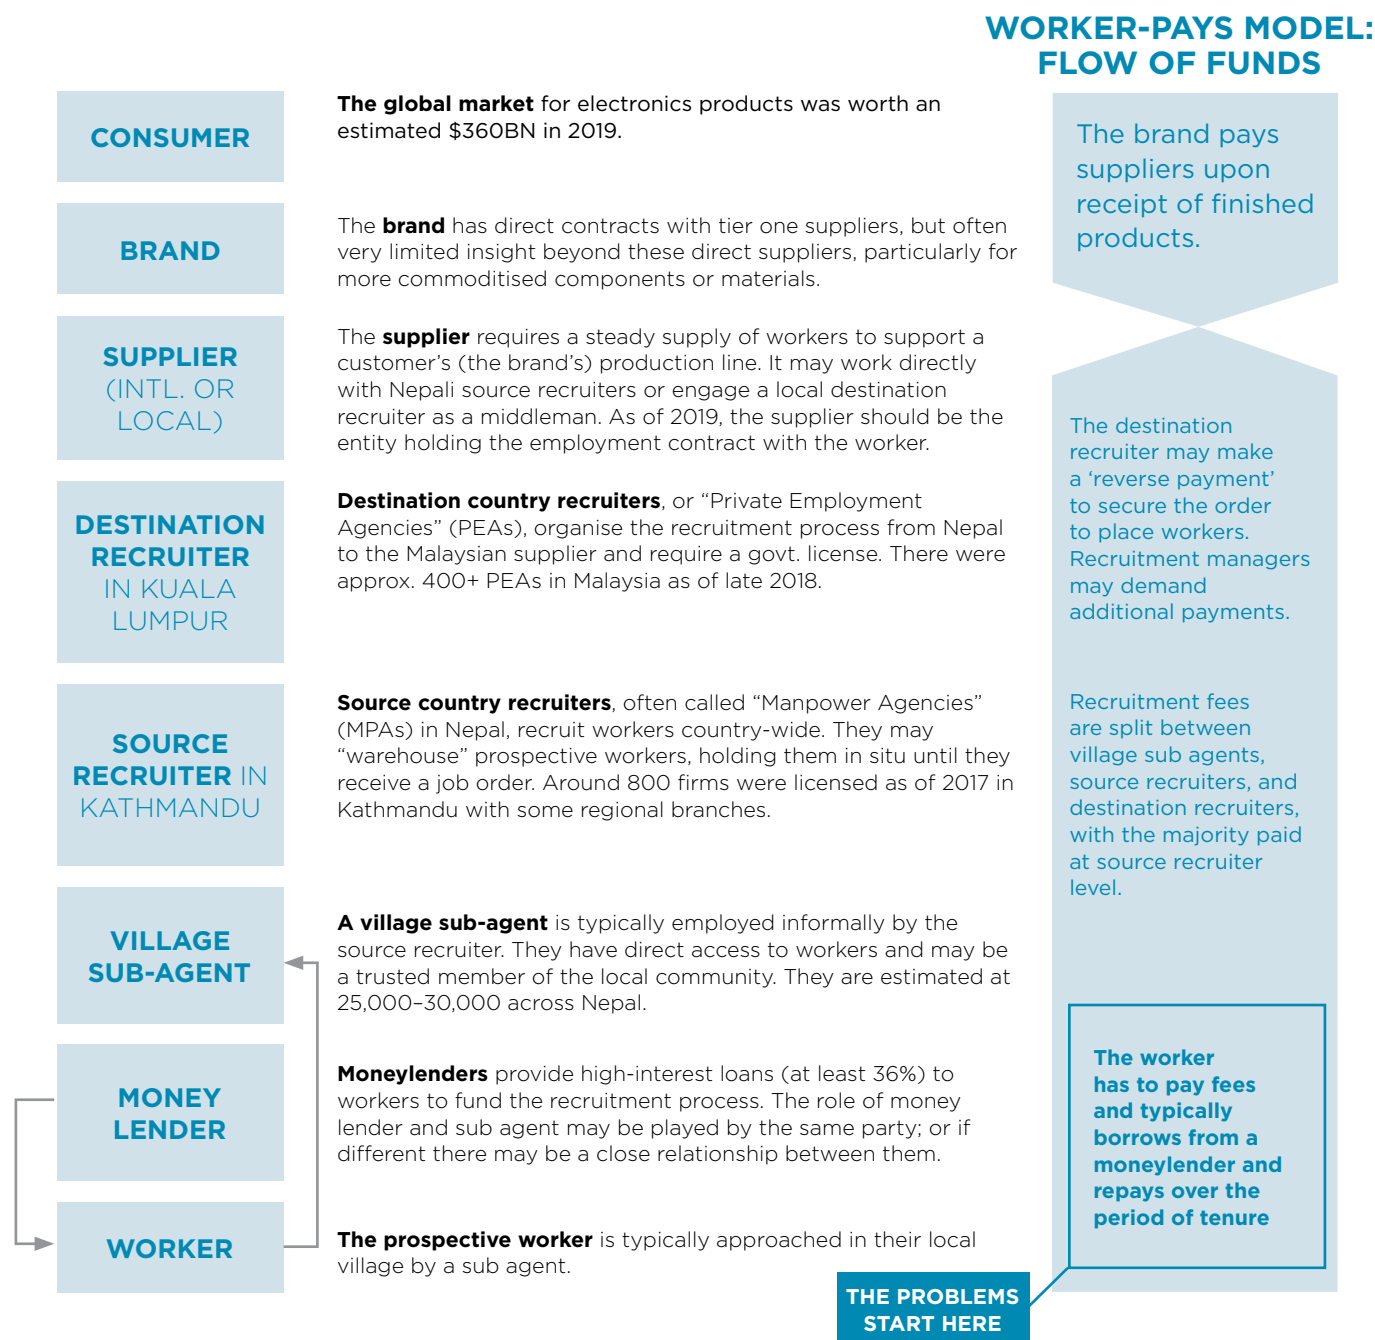 WORKER-PAYS MODEL:
FLOW OF FUNDS
CONSUMER
The global market for electronics products was worth an
estimated $360BN in 2019.
BRAND
The brand has direct contracts with tier one suppliers, but often
very limited insight beyond these direct suppliers, particularly for
more commoditised components or materials.
SUPPLIER
(INTL. OR
LOCAL)
The supplier requires a steady supply of workers to support a
customer’s (the brand’s) production line. It may work directly
with Nepali source recruiters or engage a local destination
recruiter as a middleman. As of 2019, the supplier should be the
entity holding the employment contract with the worker.
DESTINATION
RECRUITER
IN KUALA
LUMPUR
Destination country recruiters, or “Private Employment
Agencies” (PEAs), organise the recruitment process from Nepal
to the Malaysian supplier and require a govt. license. There were
approx. 400+ PEAs in Malaysia as of late 2018.
SOURCE
RECRUITER IN
KATHMANDU
Source country recruiters, often called “Manpower Agencies”
(MPAs) in Nepal, recruit workers country-wide. They may
“warehouse” prospective workers, holding them in situ until they
receive a job order. Around 800 firms were licensed as of 2017 in
Kathmandu with some regional branches.
VILLAGE
SUB-AGENT
A village sub-agent is typically employed informally by the
source recruiter. They have direct access to workers and may be
a trusted member of the local community. They are estimated at
25,000–30,000 across Nepal.
MONEY
LENDER
Moneylenders provide high-interest loans (at least 36%) to
workers to fund the recruitment process. The role of money
lender and sub agent may be played by the same party; or if
different there may be a close relationship between them.
WORKER
The prospective worker is typically approached in their local
village by a sub agent.
The brand pays
suppliers upon
receipt of finished
products.
The destination
recruiter may make
a ‘reverse payment’
to secure the order
to place workers.
Recruitment managers
may demand
additional payments.
Recruitment fees
are split between
village sub agents,
source recruiters, and
destination recruiters,
with the majority paid
at source recruiter
level.
The worker
has to pay fees
and typically
borrows from a
moneylender and
repays over the
period of tenure
THE PROBLEMS
START HERE